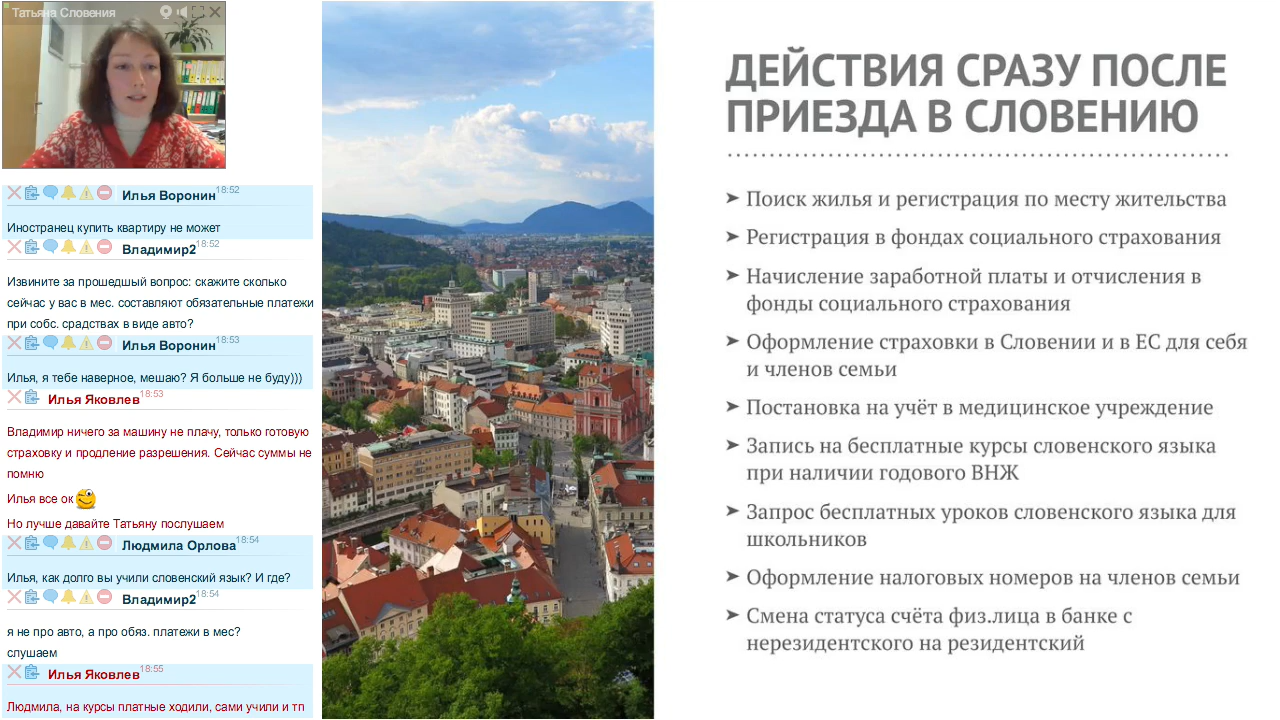 Татьяна Словения
Илья Воронин 18:52
Иностранец купить квартиру не может
Владимир2 18:52
Извините за прошедший вопрос: скажите сколько
сейчас у вас в мес. составляют обязательные платежи
при собс. срадствах в виде авто?
Илья Воронин 18:53
Илья, я тебе наверное, мешаю? Я больше не буду)))
Илья Яковлев 18:53
Владимир ничего за машину не плачу, только готовую
страховку и продление разрешения. Сейчас суммы не
помню
Илья все ок
Но лучше давайте Татьяну послушаем
Людмила Орлова 18:54
Илья, как долго вы учили словенский язык? И где?
Владимир2 18:54
я не про авто, а про обяз. платежи в мес?
слушаем
Илья Яковлев 18:55
Людмила, на курсы платные ходили, сами учили и тп
ДЕЙСТВИЯ СРАЗУ ПОСЛЕ
ПРИЕЗДА В СЛОВЕНИЮ
➤ Поиск жилья и регистрация по месту жительства
➤ Регистрация в фондах социального страхования
➤ Начисление заработной платы и отчисления в
фонды социального страхования
➤ Оформление страховки в Словении и в ЕС для себя
и членов семьи
➤ Постановка на учёт в медицинское учреждение
➤ Запись на бесплатные курсы словенского языка
при наличии годового ВНЖ
➤ Запрос бесплатных уроков словенского языка для
школьников
➤ Оформление налоговых номеров на членов семьи
➤ Смена статуса счёта физ.лица в банке с
нерезидентского на резидентский